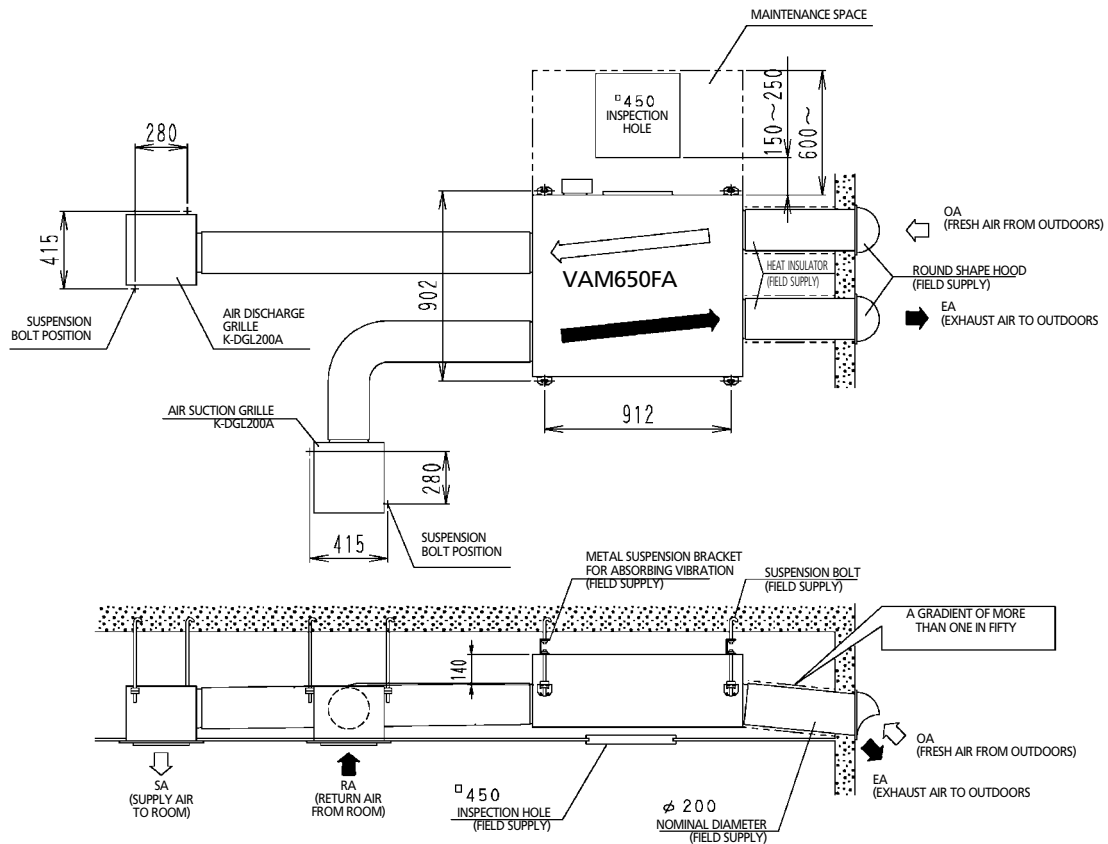 MAINTENANCE SPACE
□450
INSPECTION
HOLE
150~250
600~
280
415
SUSPENSION
BOLT POSITION
AIR DISCHARGE
GRILLE
K-DGL200A
902
VAM650FA
HEAT INSULATOR
(FIELD SUPPLY)
OA
(FRESH AIR FROM OUTDOORS)
ROUND SHAPE HOOD
(FIELD SUPPLY)
EA
(EXHAUST AIR TO OUTDOORS
AIR SUCTION GRILLE
K-DGL200A
912
280
415
SUSPENSION
BOLT POSITION
METAL SUSPENSION BRACKET
FOR ABSORBING VIBRATION
(FIELD SUPPLY)
SUSPENSION BOLT
(FIELD SUPPLY)
A GRADIENT OF MORE
THAN ONE IN FIFTY
140
OA
(FRESH AIR FROM OUTDOORS)
EA
(EXHAUST AIR TO OUTDOORS
SA
(SUPPLY AIR
TO ROOM)
RA
(RETURN AIR
FROM ROOM)
□450
INSPECTION HOLE
(FIELD SUPPLY)
ϕ 200
NOMINAL DIAMETER
(FIELD SUPPLY)